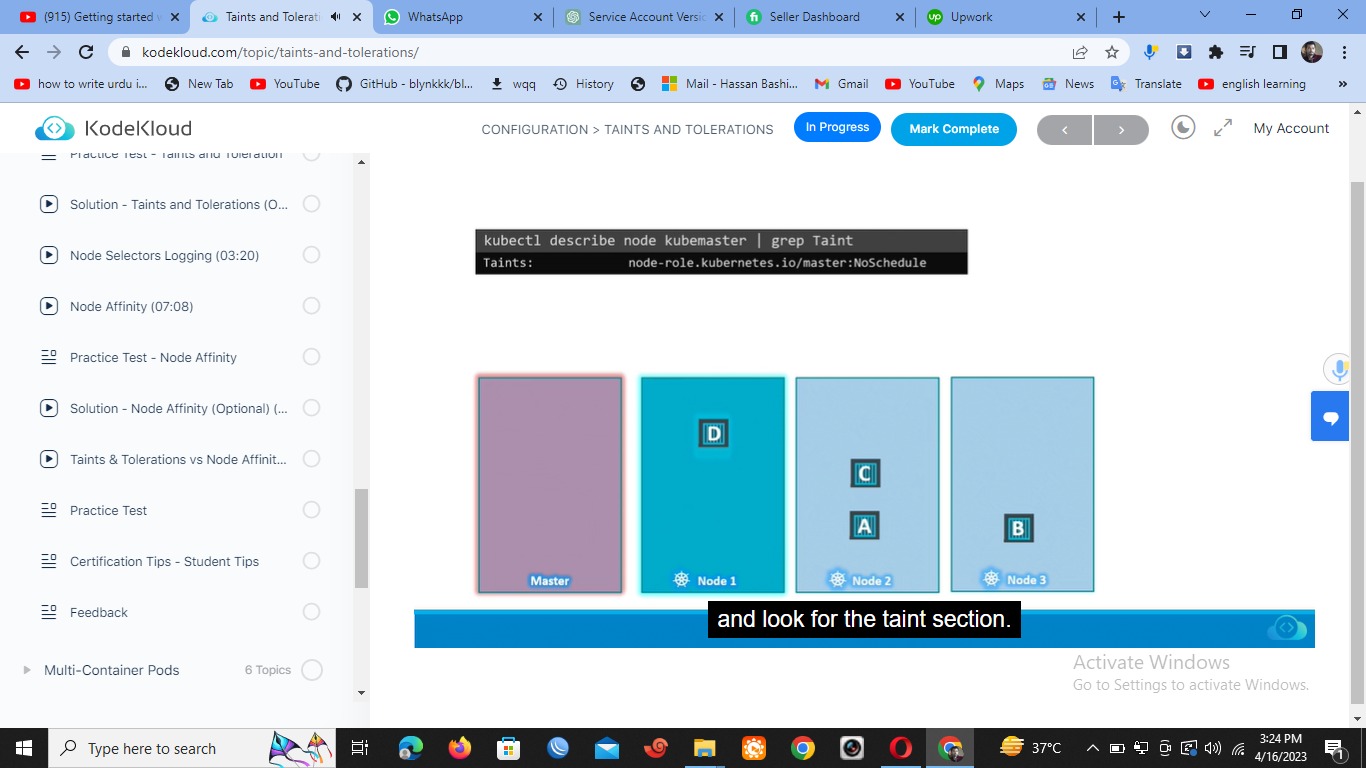 (915) Getting started v
Taints and Tolerati
WhatsApp
Service Account Versio
Seller Dashboard
Upwork
kodekloud.com/topic/taints-and-tolerations/
how to write urdu i...
New Tab
YouTube
GitHub - blynkkk/bl...
wqq
History
Mail - Hassan Bashi...
Gmail
YouTube
Maps
News
Translate
english learning
»
KodeKloud
CONFIGURATION > TAINTS AND TOLERATIONS
In Progress
Mark Complete
<
>
My Account
Practice Test - Taints and Toleration
Solution - Taints and Tolerations (O...
Node Selectors Logging (03:20)
Node Affinity (07:08)
Practice Test - Node Affinity
Solution - Node Affinity (Optional) (...
Taints & Tolerations vs Node Affinit...
Practice Test
Certification Tips - Student Tips
Feedback
Multi-Container Pods
6 Topics
kubectl describe node kubemaster | grep Taint
Taints: node-role.kubernetes.io/master:NoSchedule
D
C
A
B
Master
Node 1
Node 2
Node 3
and look for the taint section.
Activate Windows
Go to Settings to activate Windows.
Type here to search
37°C
3:24 PM
4/16/2023
1